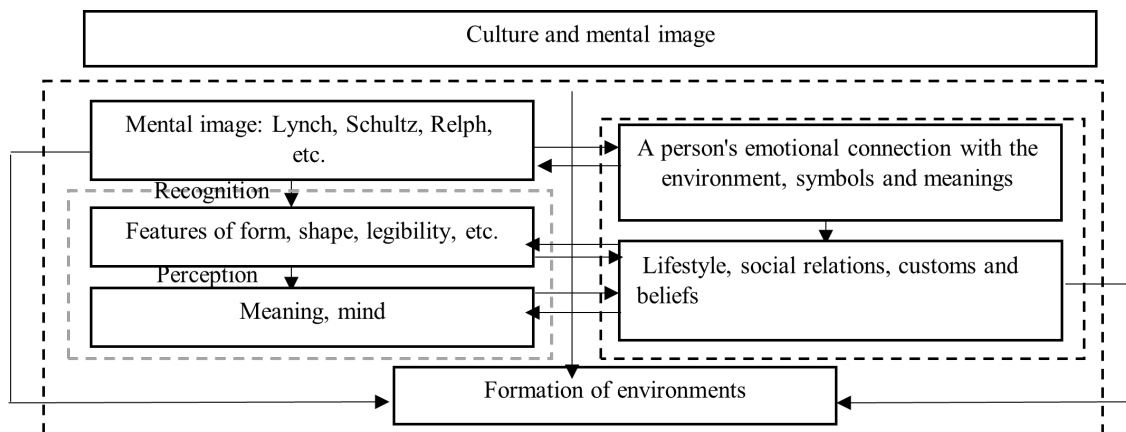 Culture and mental image
Mental image: Lynch, Schultz, Relph,
etc.
Recognition
Features of form, shape, legibility, etc.
Perception
Meaning, mind
A person's emotional connection with the
environment, symbols and meanings
Lifestyle, social relations, customs and
beliefs
Formation of environments